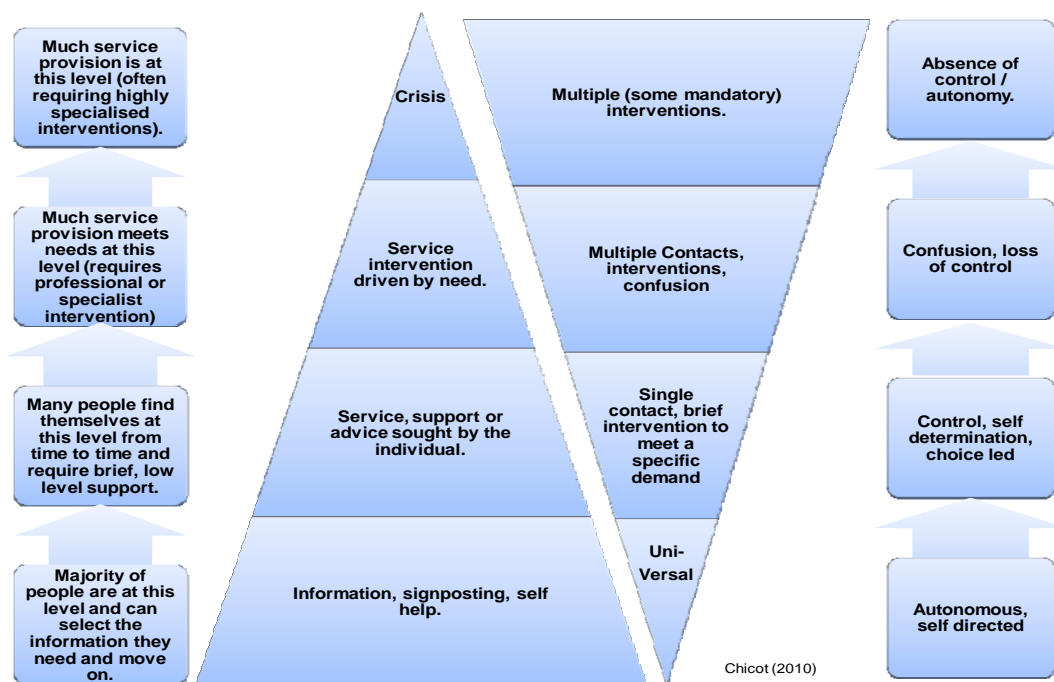 Much service
provision is at
this level (often
requiring highly
specialised
interventions).
Much service
provision meets
needs at this
level (requires
professional or
specialist
intervention)
Many people find
themselves at
this level from
time to time and
require brief, low
level support.
Majority of
people are at this
level and can
select the
information they
need and move
on.
Crisis
Service
intervention
driven by need.
Service, support or
advice sought by the
individual.
Information, signposting, self
help.
Multiple (some mandatory)
interventions.
Multiple Contacts,
interventions,
confusion
Single
contact, brief
intervention to
meet a
specific
demand
Uni-
Versal
Chicot (2010)
Absence of
control /
autonomy.
Confusion, loss
of control
Control, self
determination,
choice led
Autonomous,
self directed